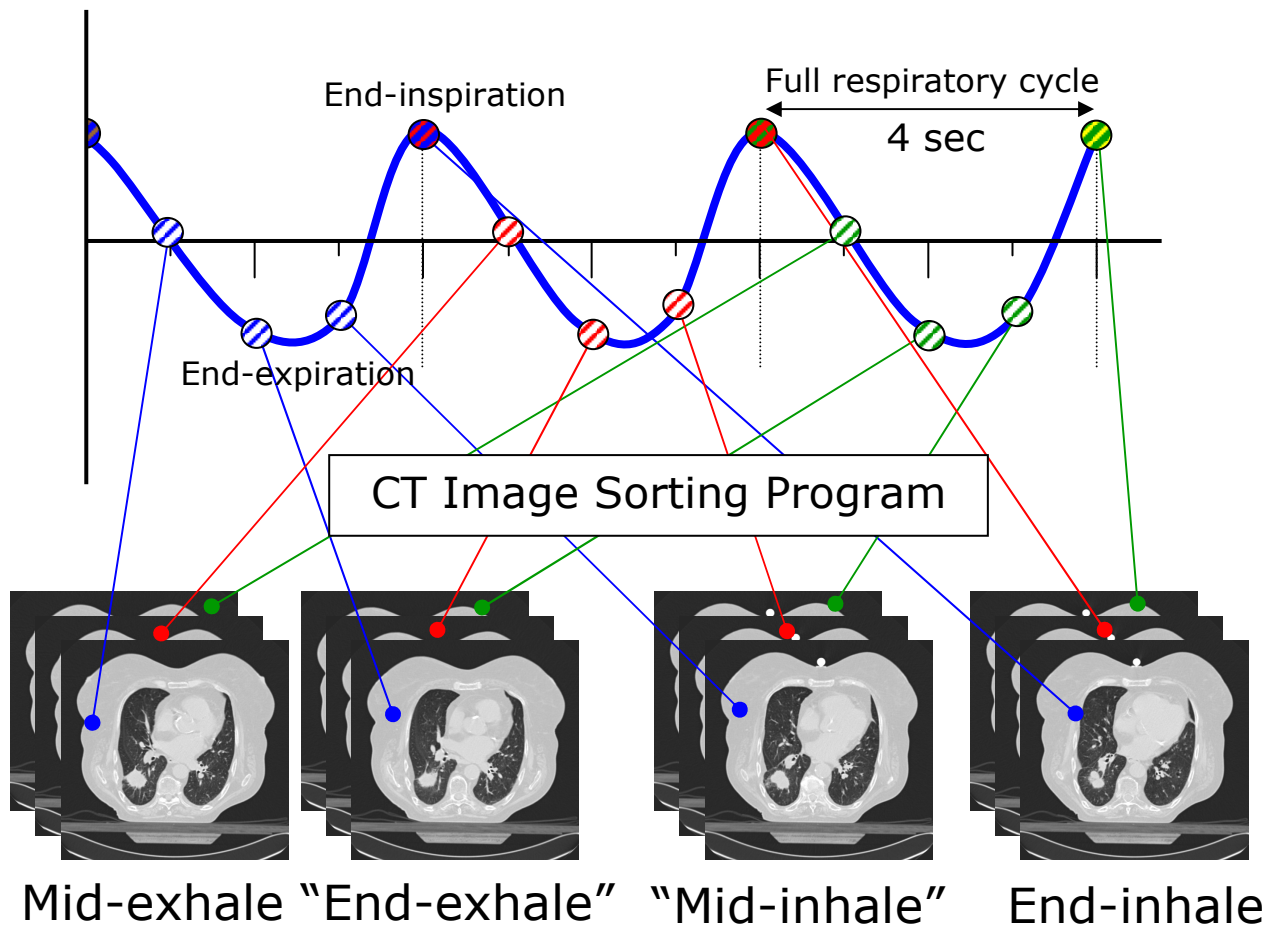 Full respiratory cycle
End-inspiration
4 sec
End-expiration
CT Image Sorting Program
Mid-exhale
“End-exhale”
“Mid-inhale”
End-inhale